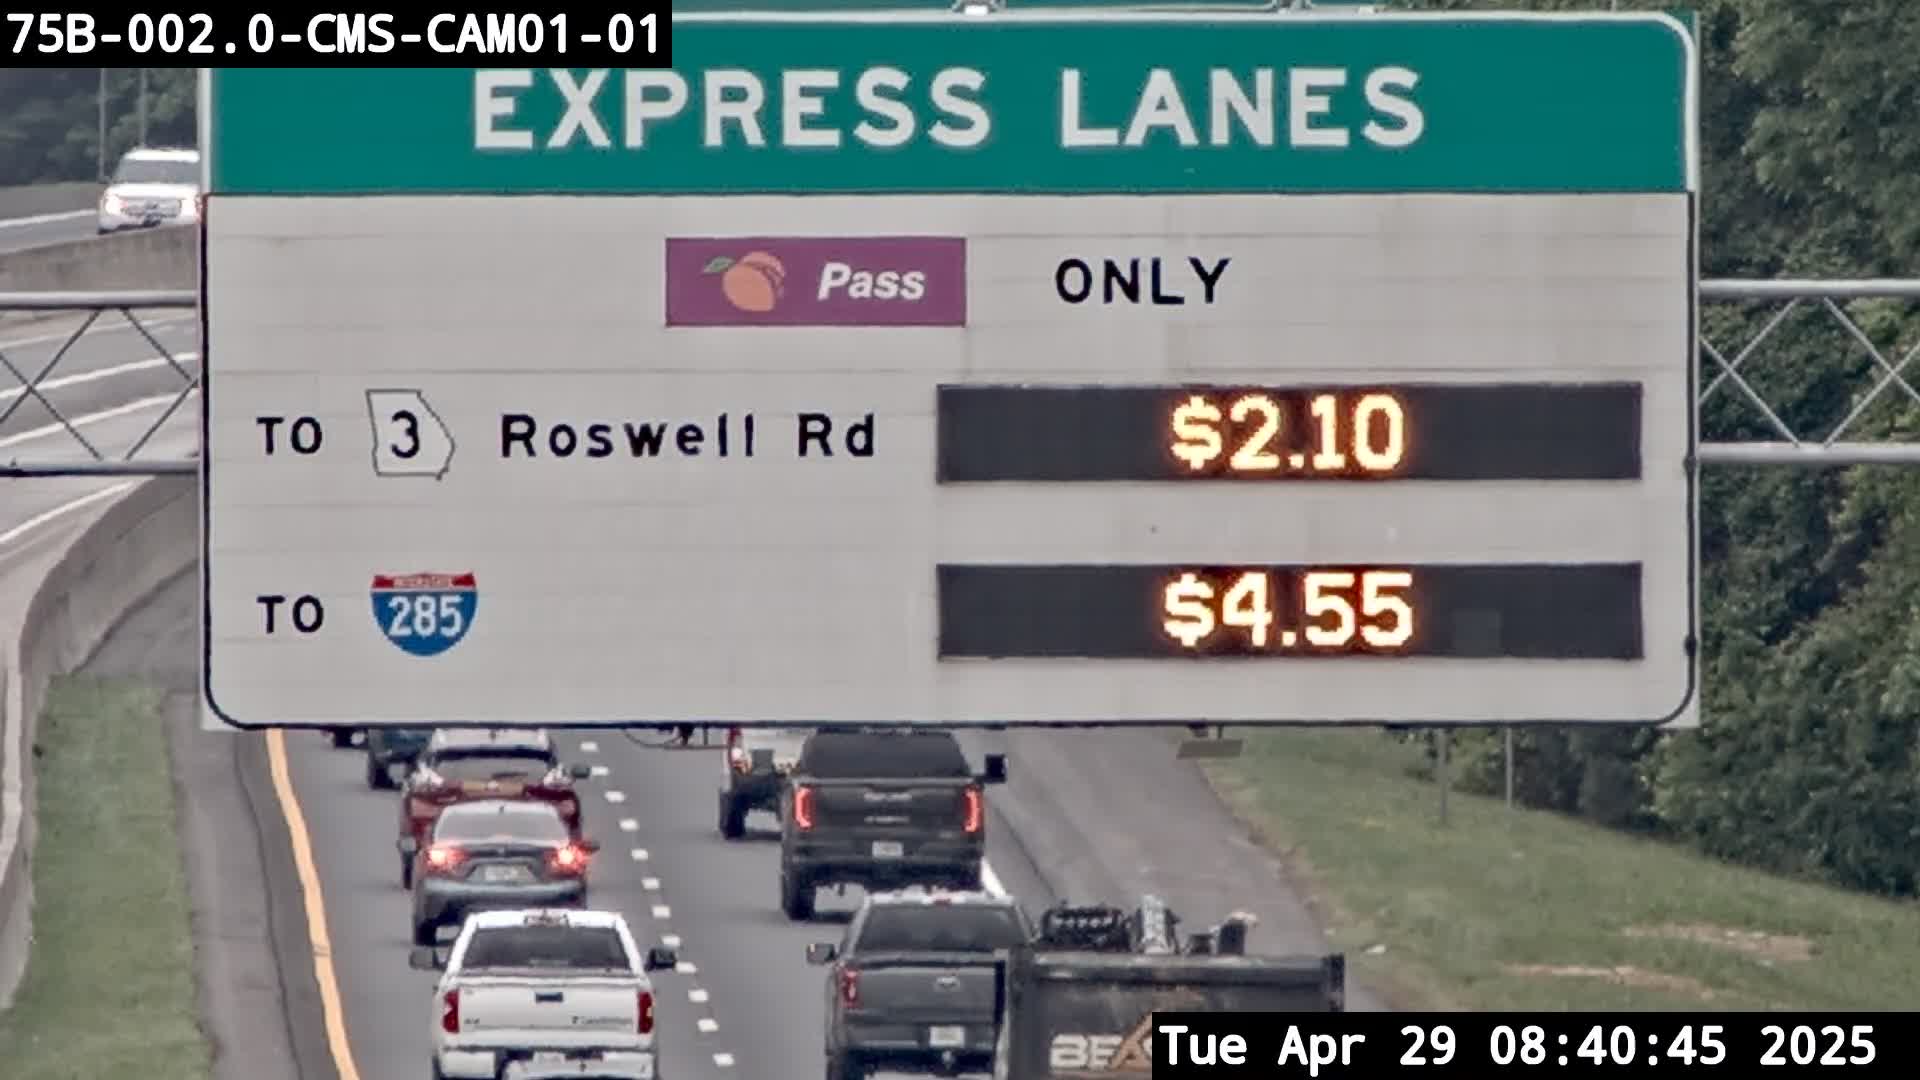 75B-002.0-CMS-CAM01-01
EXPRESS LANES
Pass ONLY
TO 3 Roswell Rd $2.10
TO 285 $4.55
Tue Apr 29 08:40:45 2025